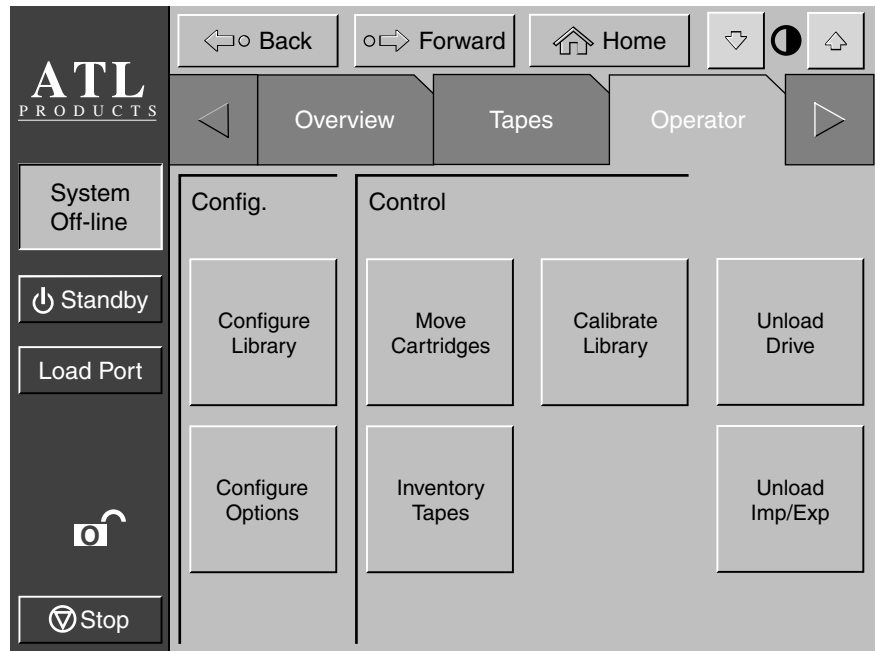 ATL
PRODUCTS
Back
Forward
Home
Overview
Tapes
Operator
System
Off-line
Standby
Load Port
O
Stop
Config.
Control
Configure
Library
Move
Cartridges
Calibrate
Library
Unload
Drive
Configure
Options
Inventory
Tapes
Unload
Imp/Exp